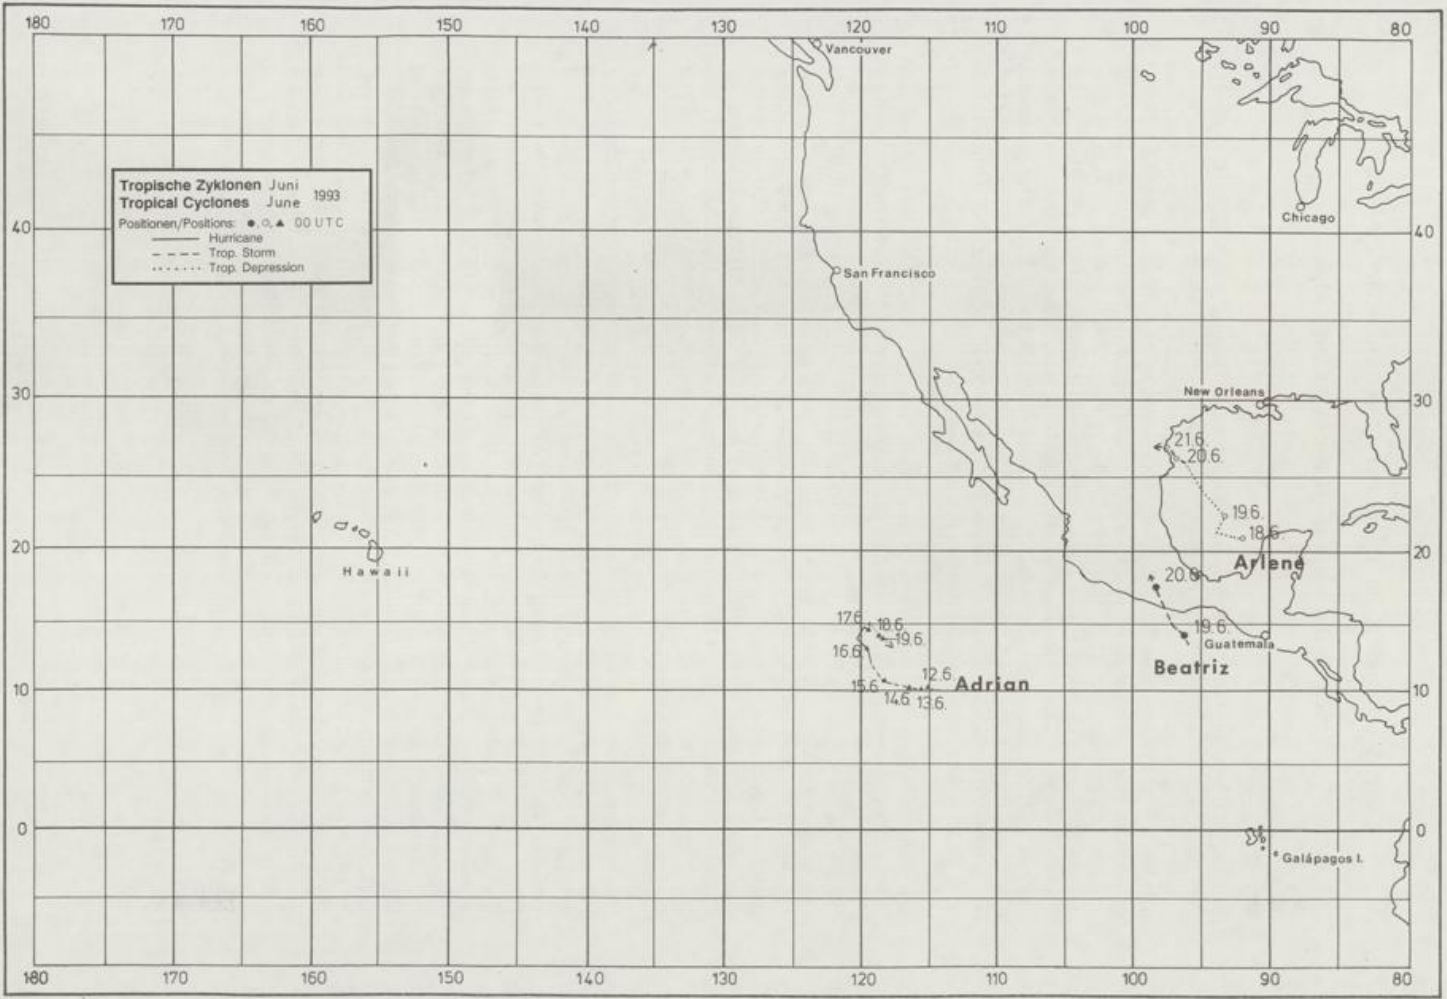 180 170 160 150 140 130 120 110 100 90 80
Vancouver
Tropische Zyklonen Juni
Tropical Cyclones June 1993
Positionen/Positions: ●,○,▲ 00 UTC
Hurricane
Trop. Storm
Trop. Depression
Chicago
40 40
San Francisco
New Orleans
30 30
21.6.
20.6.
19.6.
18.6.
20 20
Arlene
Hawaii
20.6
17.6
18.6.
19.6.
19.6.
Guatemala
16.6
Beatriz
12.6
15.6
Adrian
10 10
14.6
13.6.
0 0
Galápagos I.
180 170 160 150 140 130 120 110 100 90 80